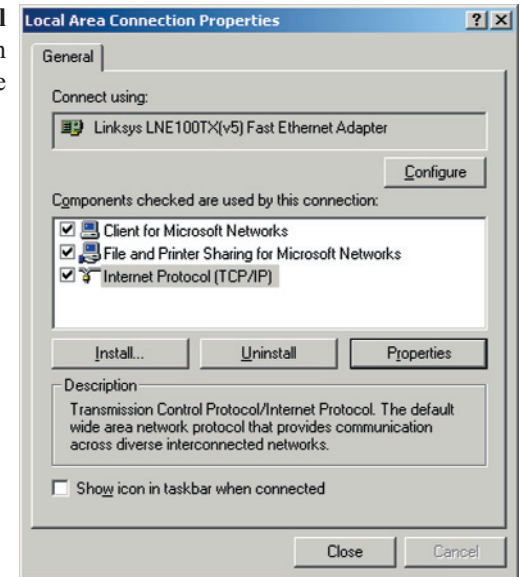 l
n
e
Local Area Connection Properties
General
Connect using:
Linksys LNE100TX(v5) Fast Ethernet Adapter
Configure
Components checked are used by this connection:
Client for Microsoft Networks
File and Printer Sharing for Microsoft Networks
Internet Protocol (TCP/IP)
Install...
Uninstall
Properties
Description
Transmission Control Protocol/Internet Protocol. The default
wide area network protocol that provides communication
across diverse interconnected networks.
Show icon in taskbar when connected
Close
Cancel